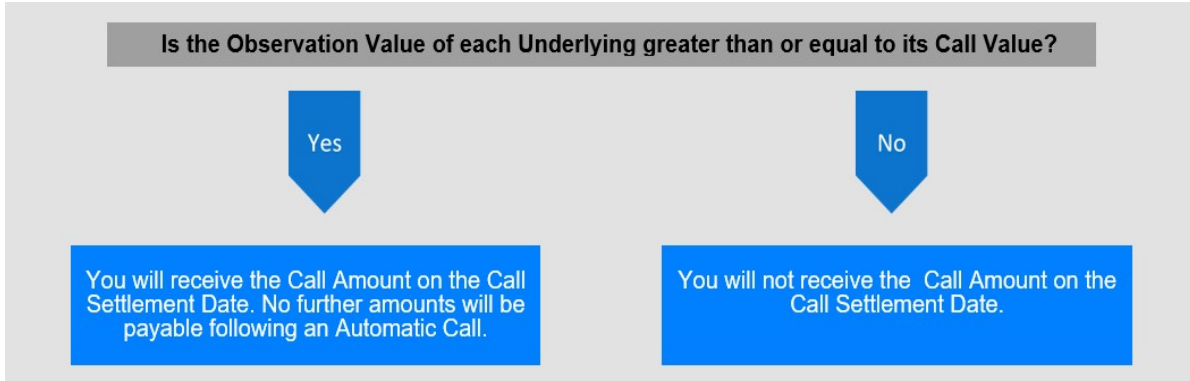 Is the Observation Value of each Underlying greater than or equal to its Call Value?
Yes
No
You will receive the Call Amount on the Call
Settlement Date. No further amounts will be
payable following an Automatic Call.
You will not receive the Call Amount on the
Call Settlement Date.